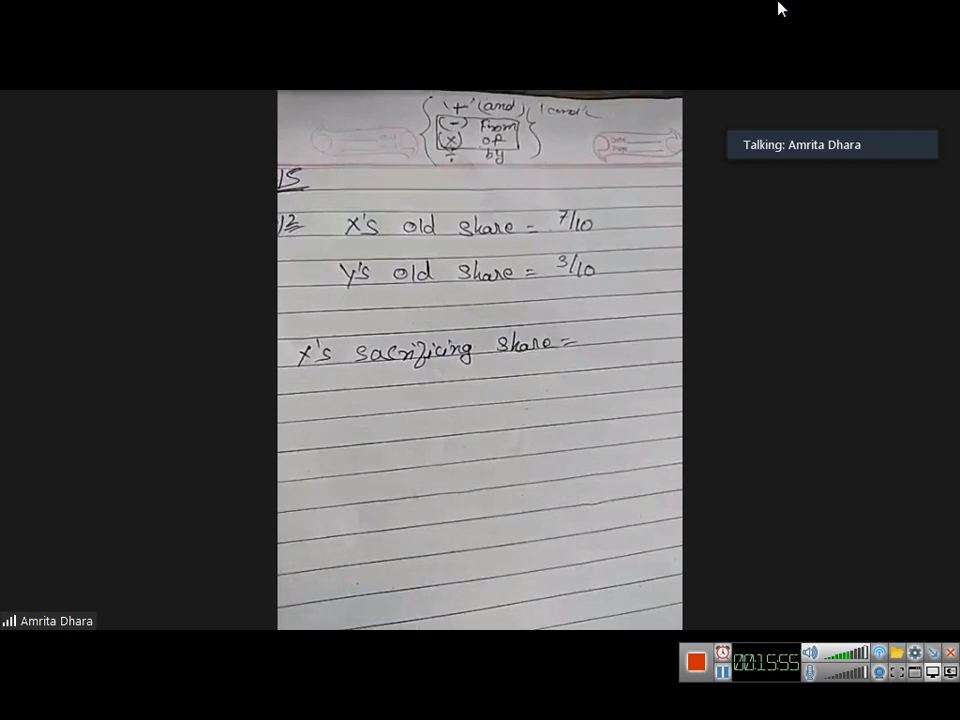 '+' (and) 'and'
(-) from
(x) of
÷ by
Talking: Amrita Dhara
15
12 X's old share = 7/10
Y's old share = 3/10
X's sacrificing share =
Amrita Dhara
00:15:55